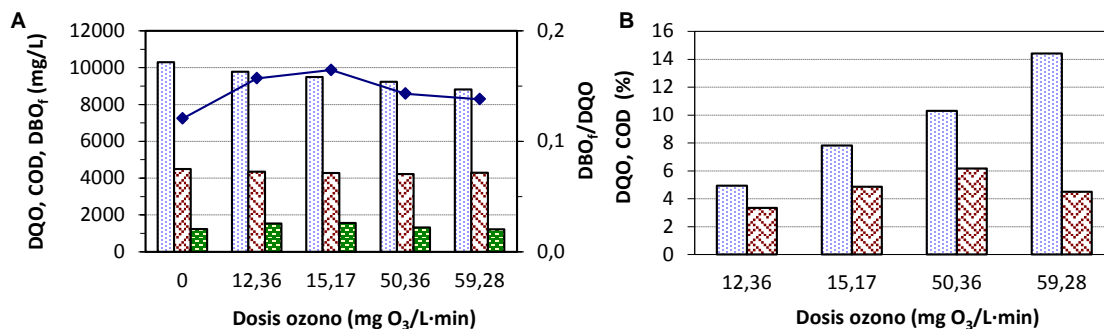 A
DQO, COD, DBOf (mg/L)
12000
10000
8000
6000
4000
2000
0
0,2
0,1
0,0
DBOf/DQO
0 12,36 15,17 50,36 59,28
Dosis ozono (mg O3/L·min)
B
DQO, COD (%)
16
14
12
10
8
6
4
2
0
12,36 15,17 50,36 59,28
Dosis ozono (mg O3/L·min)